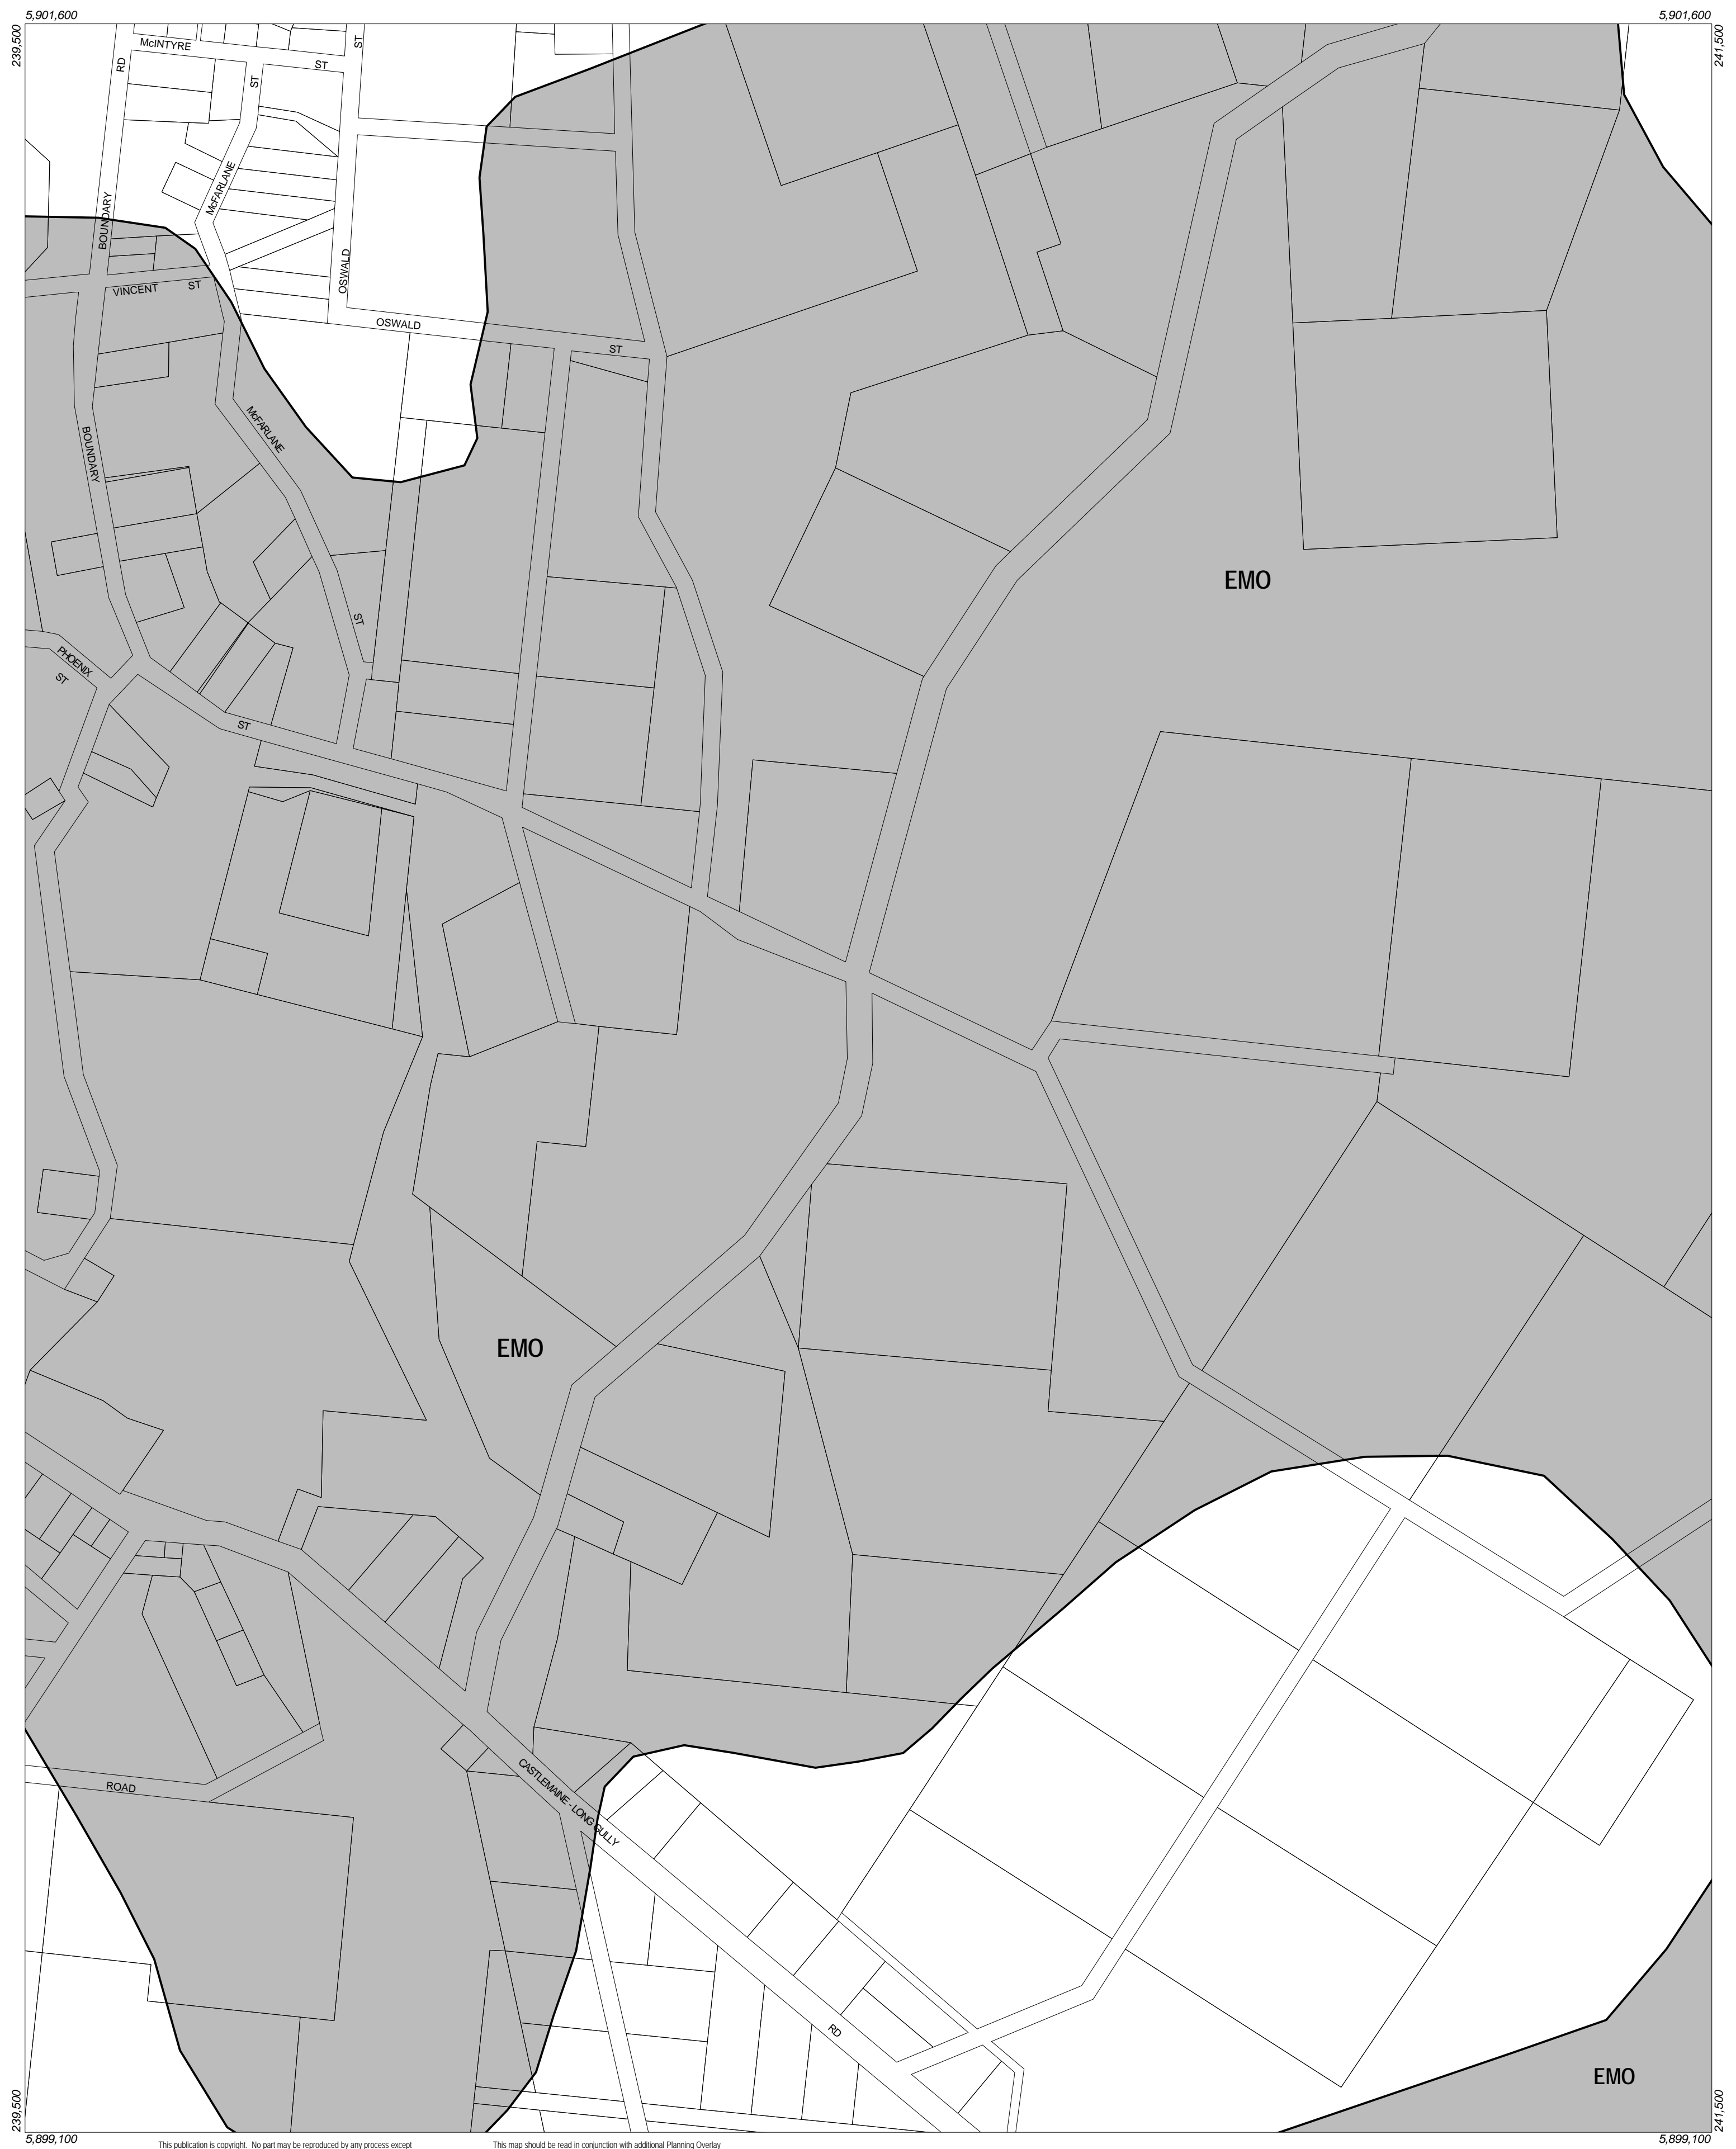 5,901,600
5,901,600
239,500
241,500
McINTYRE
ST
RD
ST
ST
McFARLANE
BOUNDARY
OSWALD
VINCENT ST
OSWALD
ST
McFARLANE
BOUNDARY
EMO
ST
PHOENIX
ST
ST
EMO
CASTLEMAINE - LONG GULLY
ROAD
RD
EMO
239,500
241,500
5,899,100
5,899,100
This publication is copyright. No part may be reproduced by any process except
This map should be read in conjunction with additional Planning Overlay